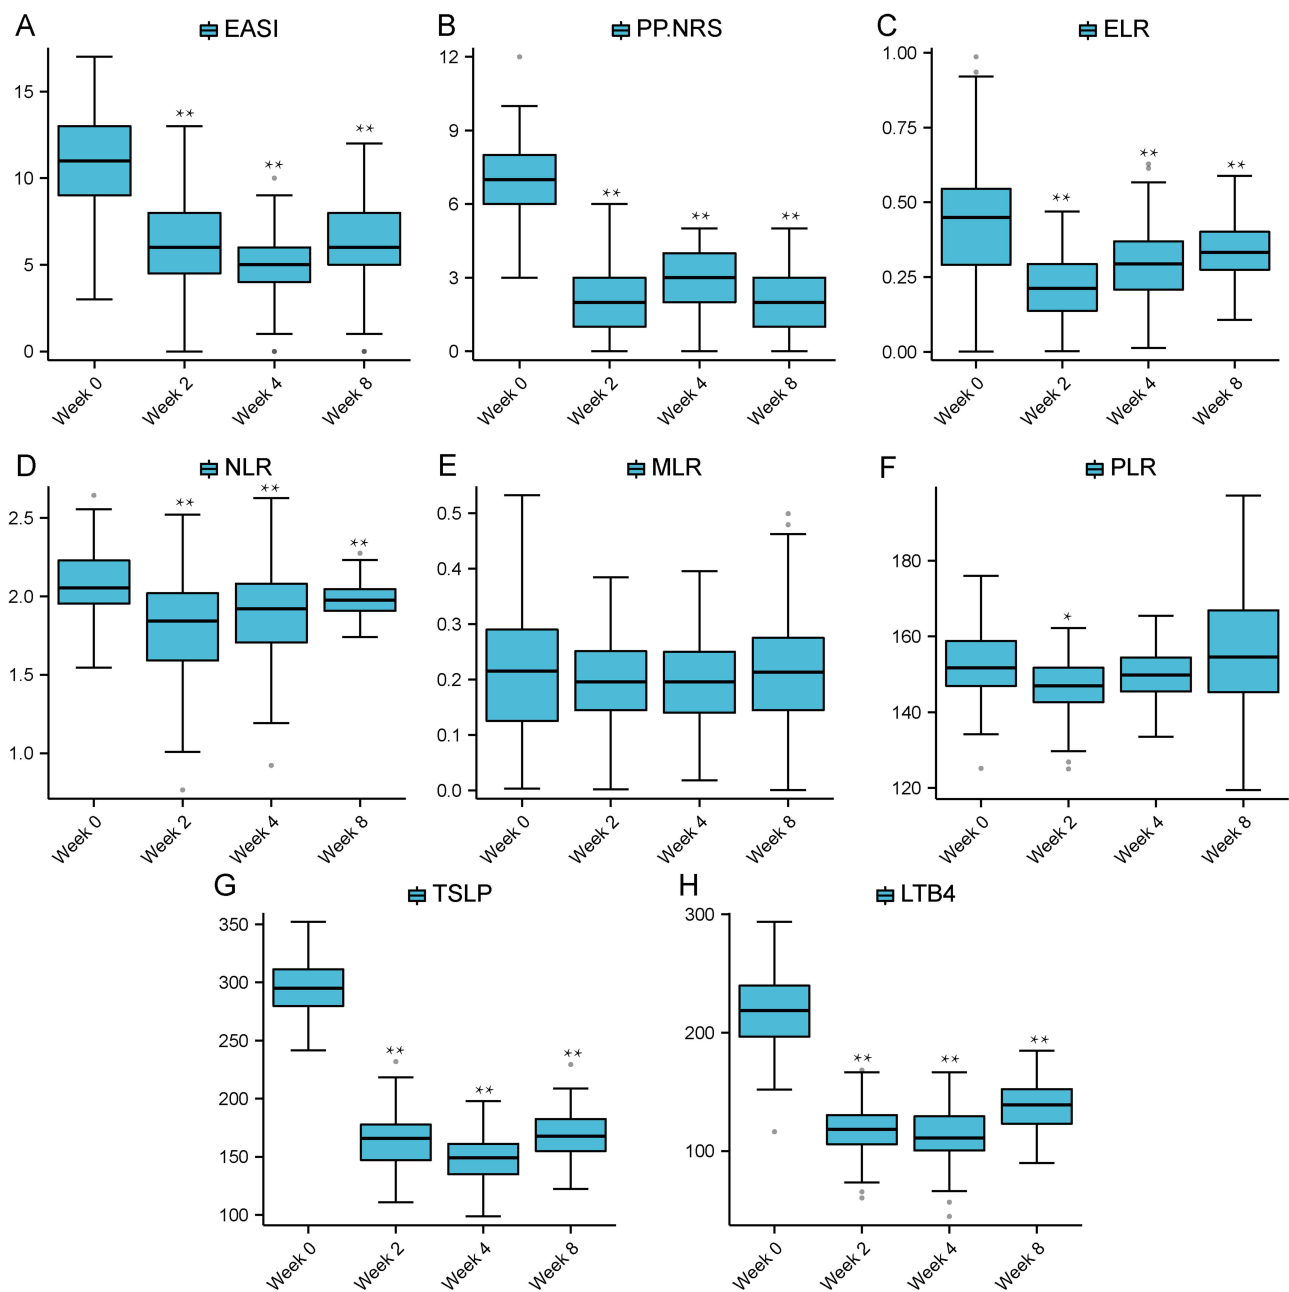 A EASI
15
10
5
0
** ** **
Week 0 Week 2 Week 4 Week 8
B PP.NRS
12
9
6
3
0
** ** **
Week 0 Week 2 Week 4 Week 8
C ELR
1.00
0.75
0.50
0.25
0.00
** ** **
Week 0 Week 2 Week 4 Week 8
D NLR
2.5
2.0
1.5
1.0
** ** **
Week 0 Week 2 Week 4 Week 8
E MLR
0.5
0.4
0.3
0.2
0.1
0.0
Week 0 Week 2 Week 4 Week 8
F PLR
180
160
140
120
*
Week 0 Week 2 Week 4 Week 8
G TSLP
350
300
250
200
150
100
** ** **
Week 0 Week 2 Week 4 Week 8
H LTB4
300
200
100
** ** **
Week 0 Week 2 Week 4 Week 8